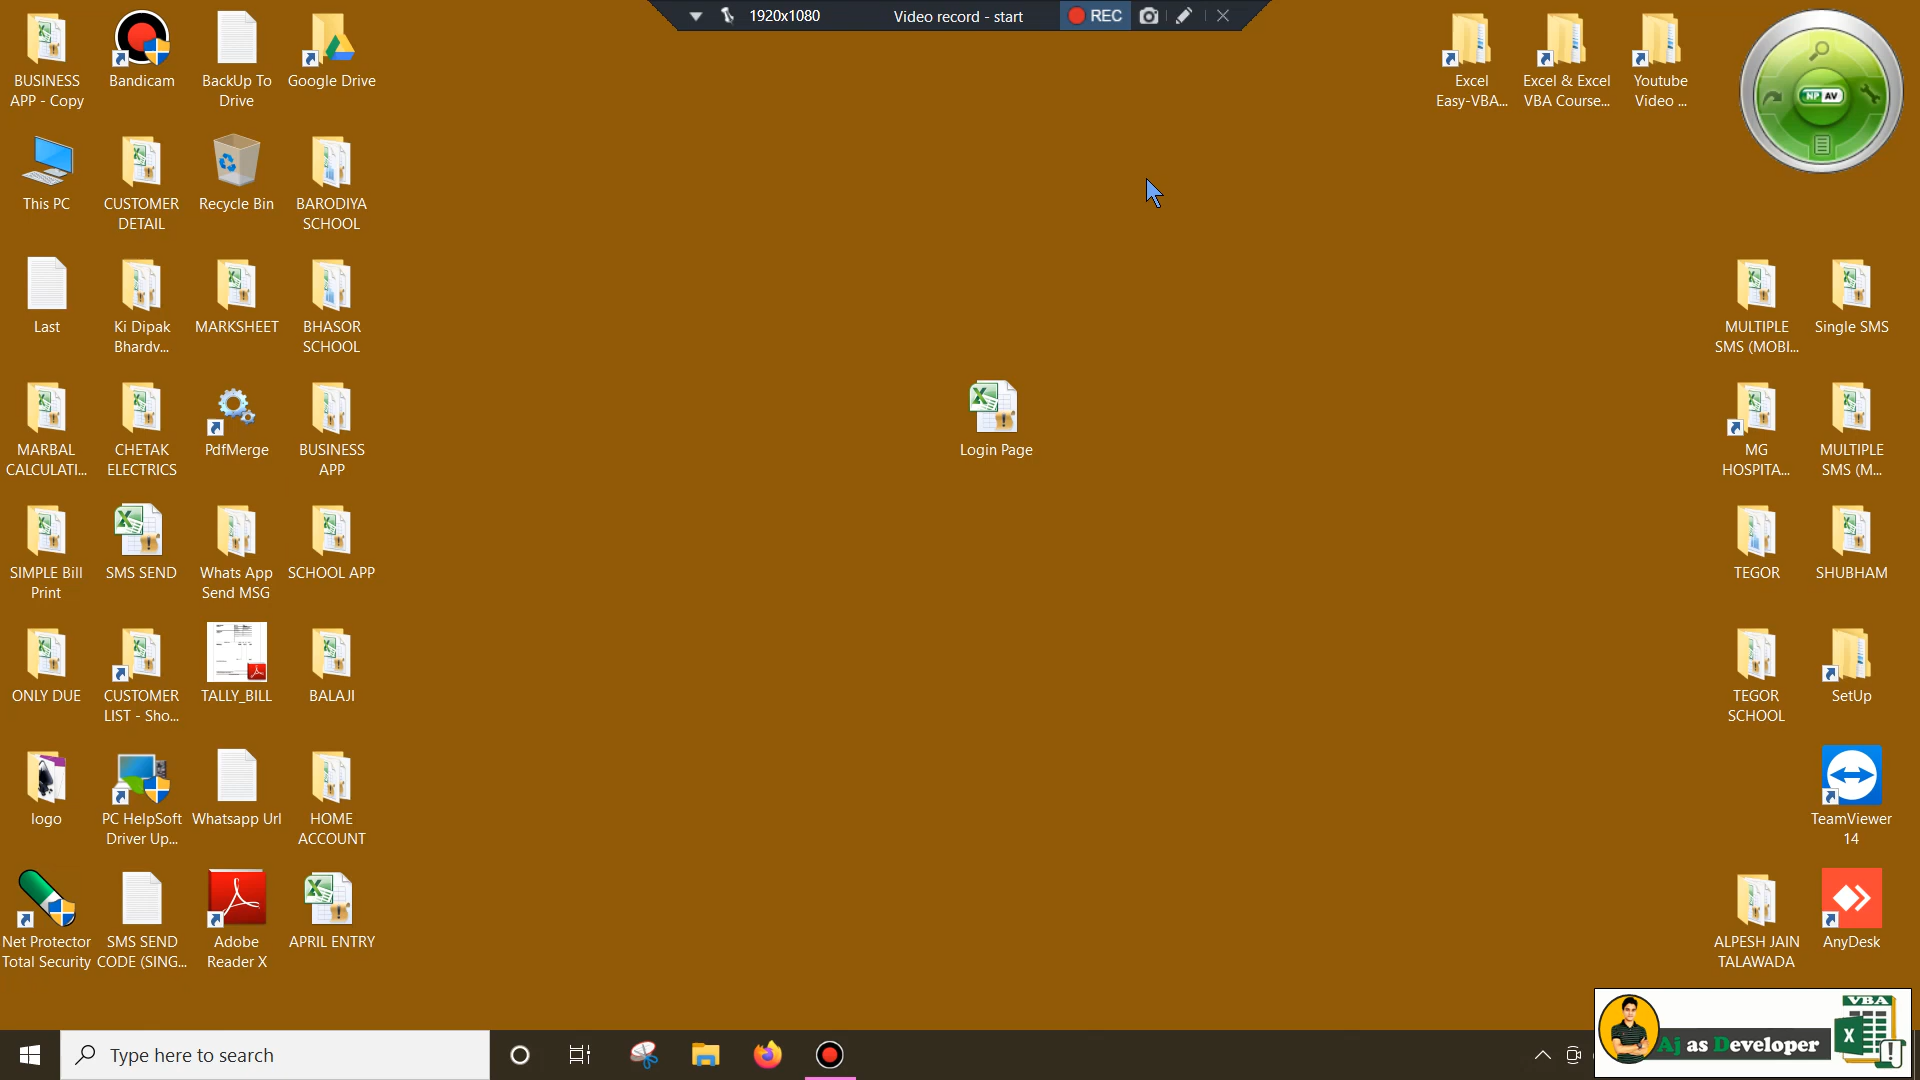 1920x1080
Video record - start
REC
BUSINESS
APP - Copy
Bandicam
BackUp To
Drive
Google Drive
Excel
Easy-VBA...
Excel & Excel
VBA Course...
Youtube
Video ...
NP AV
This PC
CUSTOMER
DETAIL
Recycle Bin
BARODIYA
SCHOOL
Last
Ki Dipak
Bhardv...
MARKSHEET
BHASOR
SCHOOL
MULTIPLE
SMS (MOBI...
Single SMS
MARBAL
CALCULATI...
CHETAK
ELECTRICS
PdfMerge
BUSINESS
APP
Login Page
MG
HOSPITA...
MULTIPLE
SMS (M...
SIMPLE Bill
Print
SMS SEND
Whats App
Send MSG
SCHOOL APP
TEGOR
SHUBHAM
ONLY DUE
CUSTOMER
LIST - Sho...
TALLY_BILL
BALAJI
TEGOR
SCHOOL
SetUp
logo
PC HelpSoft
Driver Up...
Whatsapp Url
HOME
ACCOUNT
TeamViewer
14
Net Protector
Total Security
SMS SEND
CODE (SING...
Adobe
Reader X
APRIL ENTRY
ALPESH JAIN
TALAWADA
AnyDesk
Type here to search
Aj as Developer
VBA